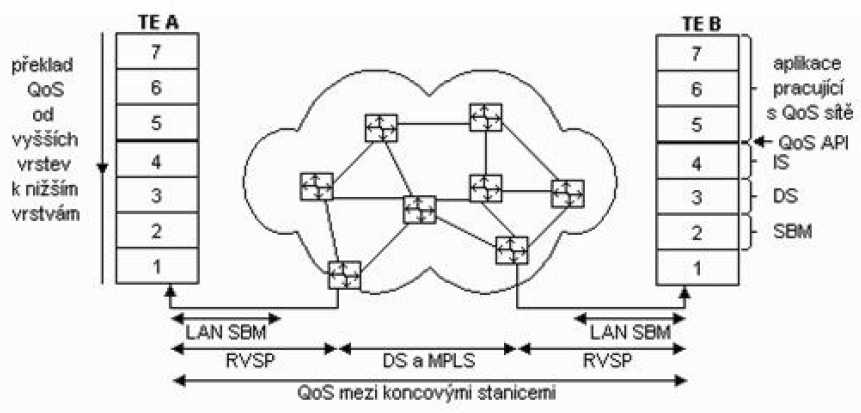 TE A
TE B
překlad
QoS
od
vyšších
vrstev
k nižším
vrstvám
7
6
5
4
3
2
1
7
6
5
4
3
2
1
aplikace
pracující
s QoS sítě
QoS API
IS
DS
SBM
LAN SBM
LAN SBM
RVSP
DS a MPLS
RVSP
QoS mezi koncovými stanicemi